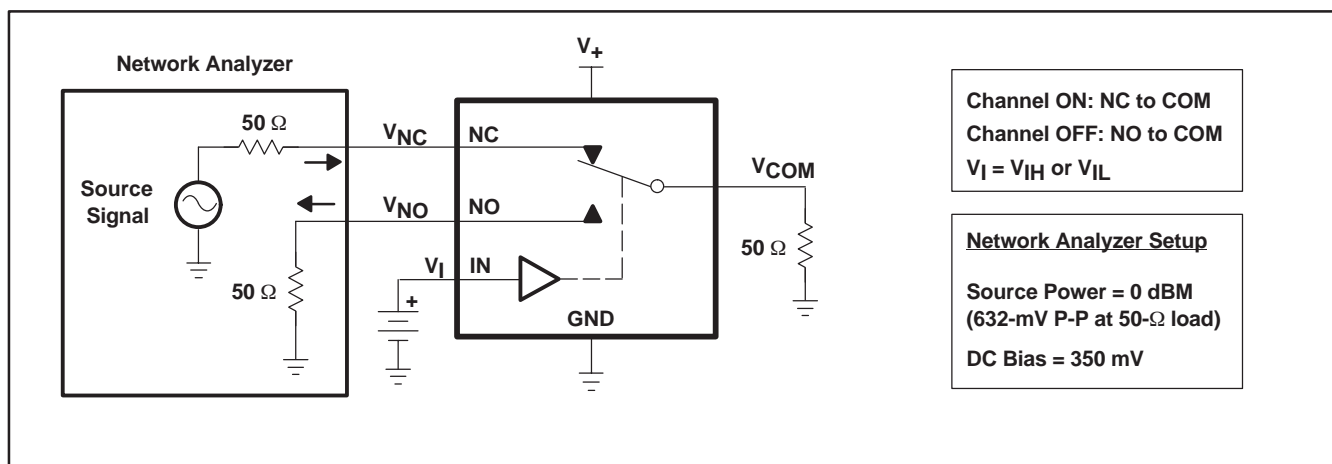 Network Analyzer
50 Ω
Source
Signal
50 Ω
VNC
VNO
VI
+
NC
NO
IN
GND
V+
VCOM
50 Ω
Channel ON: NC to COM
Channel OFF: NO to COM
VI = VIH or VIL
Network Analyzer Setup
Source Power = 0 dBM
(632-mV P-P at 50-Ω load)
DC Bias = 350 mV